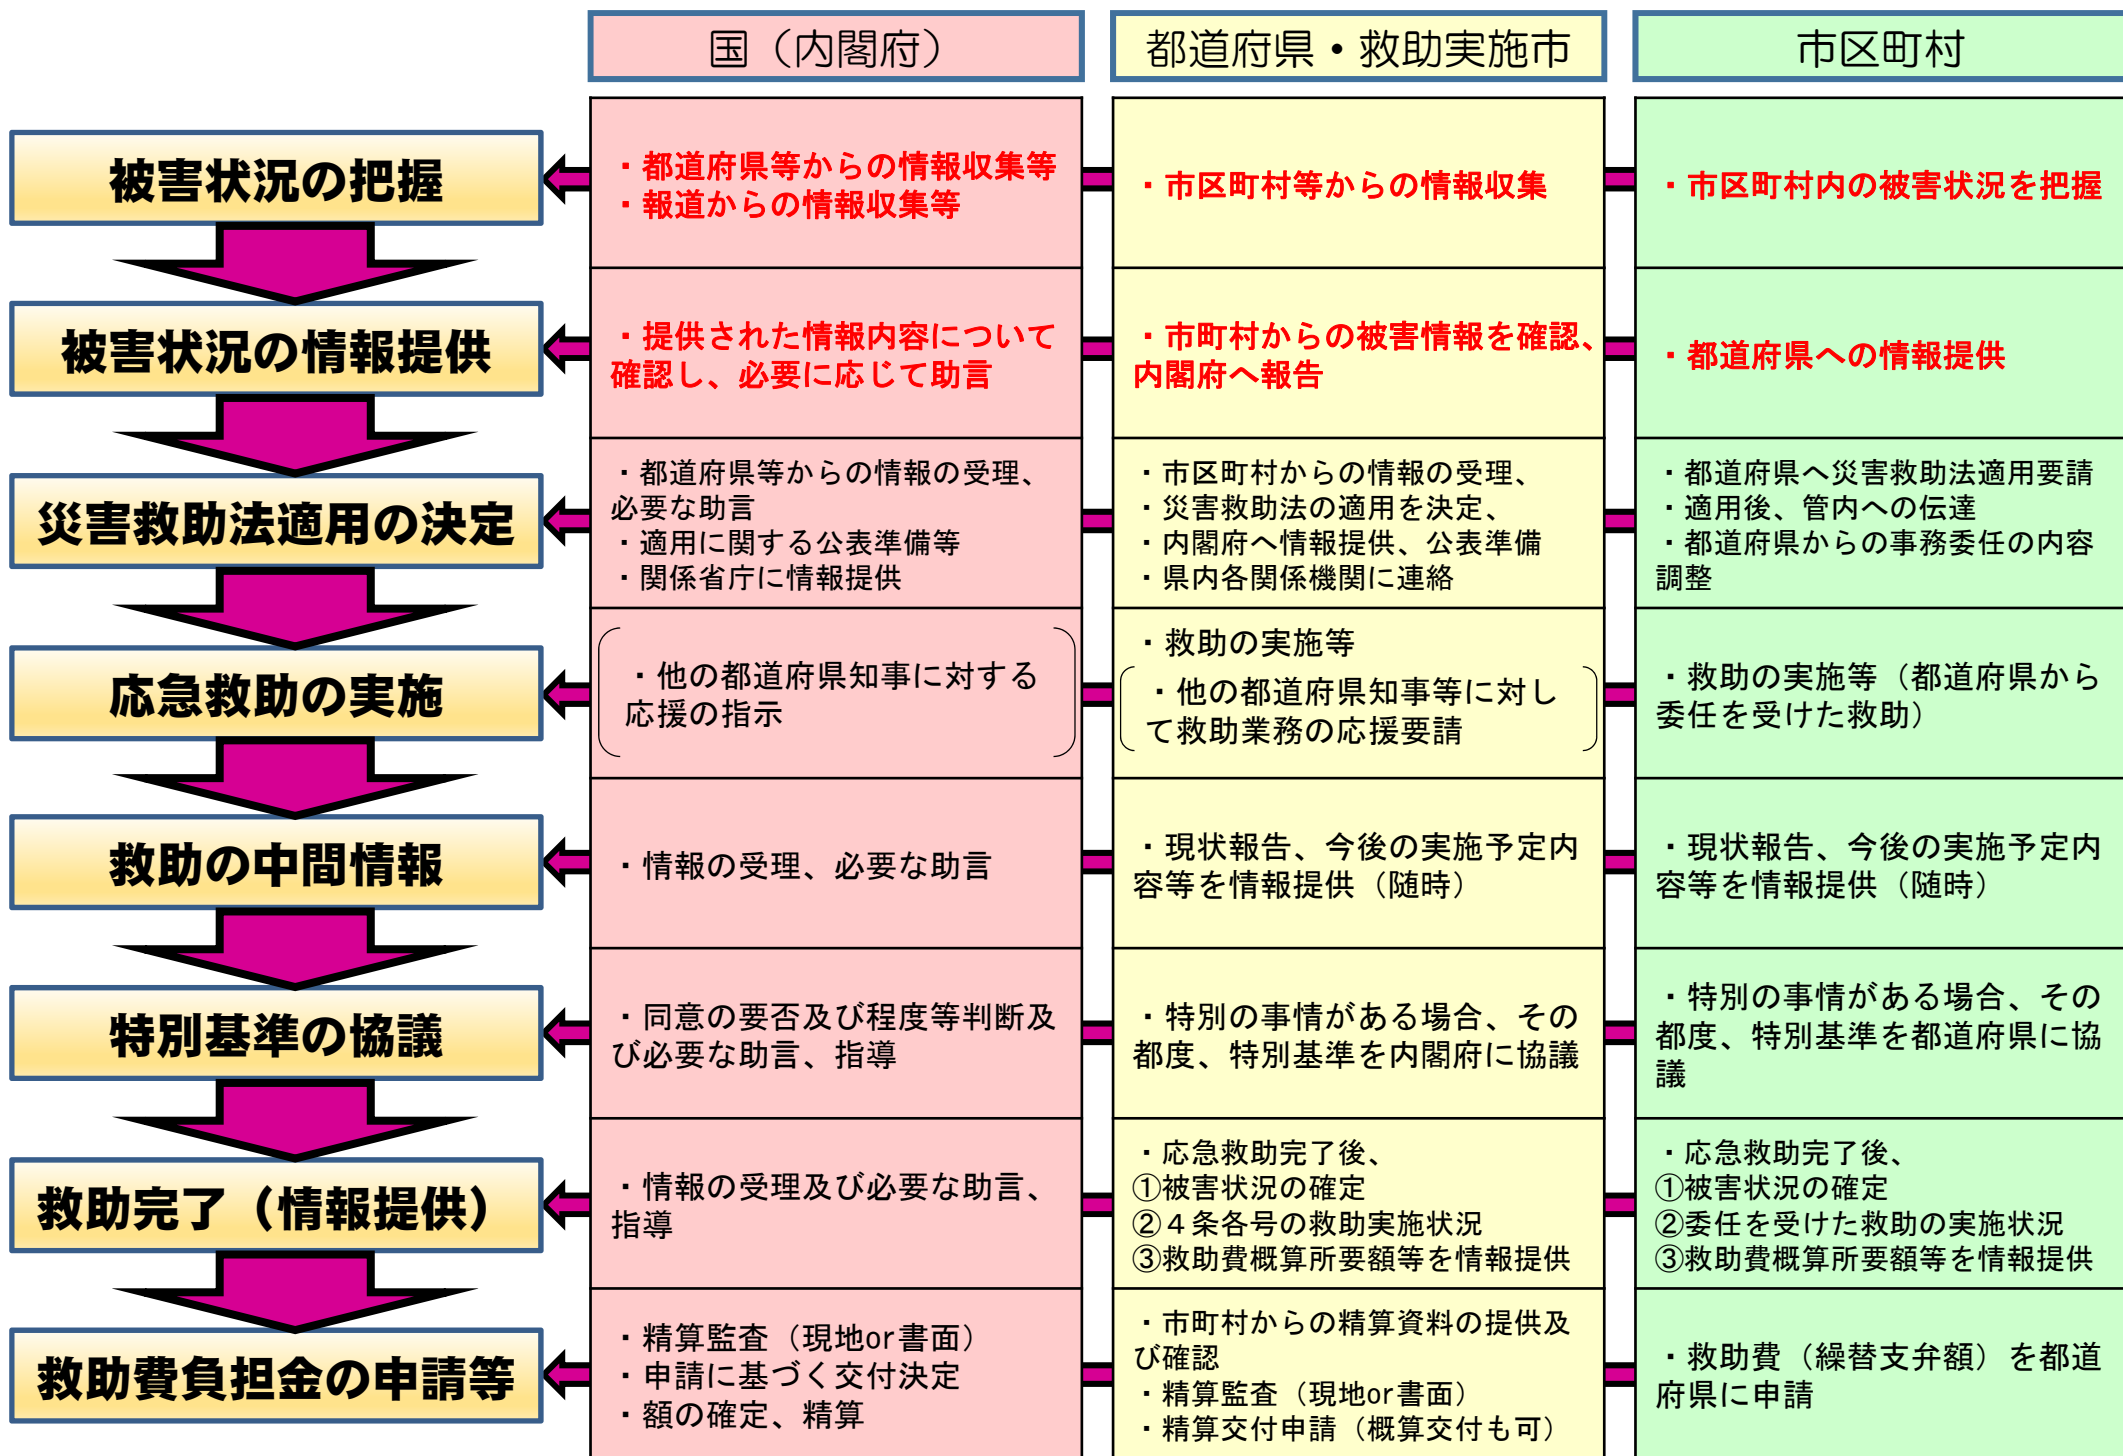 国（内閣府）
都道府県・救助実施市
市区町村
被害状況の把握
・都道府県等からの情報収集等
・報道からの情報収集等
・市区町村等からの情報収集
・市区町村内の被害状況を把握
被害状況の情報提供
・提供された情報内容について
確認し、必要に応じて助言
・市町村からの被害情報を確認、
内閣府へ報告
・都道府県への情報提供
災害救助法適用の決定
・都道府県等からの情報の受理、
必要な助言
・適用に関する公表準備等
・関係省庁に情報提供
・市区町村からの情報の受理、
・災害救助法の適用を決定、
・内閣府へ情報提供、公表準備
・県内各関係機関に連絡
・都道府県へ災害救助法適用要請
・適用後、管内への伝達
・都道府県からの事務委任の内容
調整
応急救助の実施
・他の都道府県知事に対する
応援の指示
・救助の実施等
・他の都道府県知事等に対し
て救助業務の応援要請
・救助の実施等（都道府県から
委任を受けた救助）
救助の中間情報
・情報の受理、必要な助言
・現状報告、今後の実施予定内
容等を情報提供（随時）
・現状報告、今後の実施予定内
容等を情報提供（随時）
特別基準の協議
・同意の要否及び程度等判断及
び必要な助言、指導
・特別の事情がある場合、その
都度、特別基準を内閣府に協議
・特別の事情がある場合、その
都度、特別基準を都道府県に協
議
救助完了（情報提供）
・情報の受理及び必要な助言、
指導
・応急救助完了後、
①被害状況の確定
②４条各号の救助実施状況
③救助費概算所要額等を情報提供
・応急救助完了後、
①被害状況の確定
②委任を受けた救助の実施状況
③救助費概算所要額等を情報提供
救助費負担金の申請等
・精算監査（現地or書面）
・申請に基づく交付決定
・額の確定、精算
・市町村からの精算資料の提供及
び確認
・精算監査（現地or書面）
・精算交付申請（概算交付も可）
・救助費（繰替支弁額）を都道
府県に申請